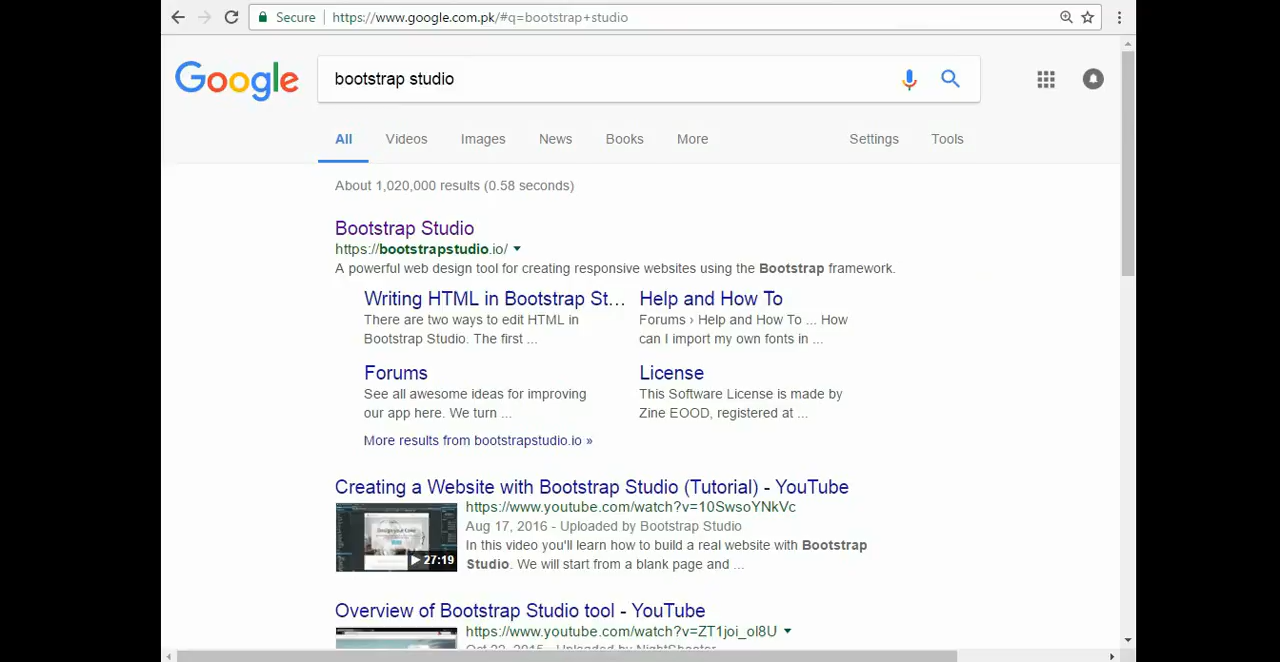 Secure https://www.google.com.pk/#q=bootstrap+studio
Google bootstrap studio
All Videos Images News Books More Settings Tools
About 1,020,000 results (0.58 seconds)
Bootstrap Studio
https://bootstrapstudio.io/
A powerful web design tool for creating responsive websites using the Bootstrap framework.
Writing HTML in Bootstrap St...
There are two ways to edit HTML in
Bootstrap Studio. The first ...
Help and How To
Forums › Help and How To ... How
can I import my own fonts in ...
Forums
See all awesome ideas for improving
our app here. We turn ...
License
This Software License is made by
Zine EOOD, registered at ...
More results from bootstrapstudio.io »
Creating a Website with Bootstrap Studio (Tutorial) - YouTube
https://www.youtube.com/watch?v=10SwsoYNkVc
Aug 17, 2016 - Uploaded by Bootstrap Studio
In this video you'll learn how to build a real website with Bootstrap
Studio. We will start from a blank page and ...
27:19
Overview of Bootstrap Studio tool - YouTube
https://www.youtube.com/watch?v=ZT1joi_ol8U
Oct 22, 2015 - Uploaded by NightShooter